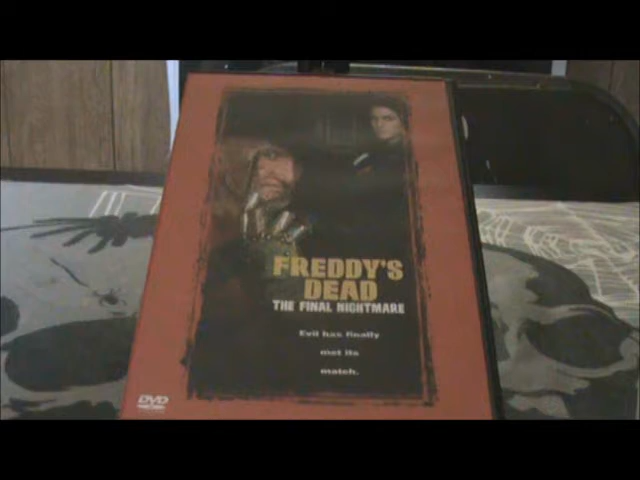 FREDDY'S
DEAD
THE FINAL NIGHTMARE
Evil has finally
met its
match.
DVD